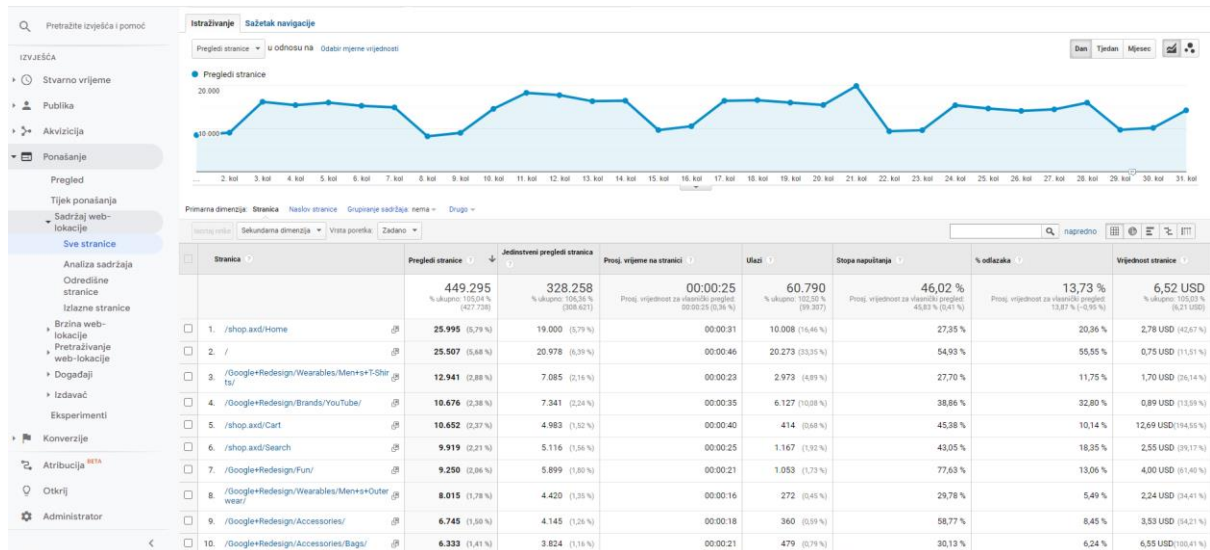 Pretražite izvješća i pomoć
IZVJEŠĆA
Stvarno vrijeme
Publika
Akvizicija
Ponašanje
Pregled
Tijek ponašanja
Sadržaj web-
lokacije
Sve stranice
Analiza sadržaja
Odredišne
stranice
Izlazne stranice
Brzina web-
lokacije
Pretraživanje
web-lokacije
Događaji
Izdavač
Eksperimenti
Konverzije
Atribucija BETA
Otkrij
Administrator
Istraživanje Sažetak navigacije
Pregledi stranice u odnosu na Odabir mjerne vrijednosti Dan Tjedan Mjesec
Pregledi stranice
20.000
10.000
... 2. kol 3. kol 4. kol 5. kol 6. kol 7. kol 8. kol 9. kol 10. kol 11. kol 12. kol 13. kol 14. kol 15. kol 16. kol 17. kol 18. kol 19. kol 20. kol 21. kol 22. kol 23. kol 24. kol 25. kol 26. kol 27. kol 28. kol 29. kol 30. kol 31. kol
Primarna dimenzija: Stranica Naslov stranice Grupiranje sadržaja: nema Drugo
Sekundarna dimenzija Vrsta poretka: Zadano napredno
Stranica Pregledi stranice Jedinstveni pregledi stranica Prosj. vrijeme na stranici Ulazi Stopa napuštanja % odlazaka Vrijednost stranice
449.295 328.258 00:00:25 60.790 46,02 % 13,73 % 6,52 USD
% ukupno: 105,04 % (427.738) % ukupno: 106,36 % (308.621) Prosj. vrijednost za vlasnički pregled: 00:00:25 (0,36 %) % ukupno: 102,50 % (59.307) Prosj. vrijednost za vlasnički pregled: 45,83 % (0,41 %) Prosj. vrijednost za vlasnički pregled: 13,87 % (-0,95 %) % ukupno: 105,03 % (6,21 USD)
1. /shop.axd/Home 25.995 (5,79 %) 19.000 (5,79 %) 00:00:31 10.008 (16,46 %) 27,35 % 20,36 % 2,78 USD (42,67 %)
2. / 25.507 (5,68 %) 20.978 (6,39 %) 00:00:46 20.273 (33,35 %) 54,93 % 55,55 % 0,75 USD (11,51 %)
3. /Google+Redesign/Wearables/Men+s+T-Shir
ts/ 12.941 (2,88 %) 7.085 (2,16 %) 00:00:23 2.973 (4,89 %) 27,70 % 11,75 % 1,70 USD (26,14 %)
4. /Google+Redesign/Brands/YouTube/ 10.676 (2,38 %) 7.341 (2,24 %) 00:00:35 6.127 (10,08 %) 38,86 % 32,80 % 0,89 USD (13,59 %)
5. /shop.axd/Cart 10.652 (2,37 %) 4.983 (1,52 %) 00:00:40 414 (0,68 %) 45,38 % 10,14 % 12,69 USD(194,55 %)
6. /shop.axd/Search 9.919 (2,21 %) 5.116 (1,56 %) 00:00:25 1.167 (1,92 %) 43,05 % 18,35 % 2,55 USD (39,17 %)
7. /Google+Redesign/Fun/ 9.250 (2,06 %) 5.899 (1,80 %) 00:00:21 1.053 (1,73 %) 77,63 % 13,06 % 4,00 USD (61,40 %)
8. /Google+Redesign/Wearables/Men+s+Outer
wear/ 8.015 (1,78 %) 4.420 (1,35 %) 00:00:16 272 (0,45 %) 29,78 % 5,49 % 2,24 USD (34,41 %)
9. /Google+Redesign/Accessories/ 6.745 (1,50 %) 4.145 (1,26 %) 00:00:18 360 (0,59 %) 58,77 % 8,45 % 3,53 USD (54,21 %)
10. /Google+Redesign/Accessories/Bags/ 6.333 (1,41 %) 3.824 (1,16 %) 00:00:21 479 (0,79 %) 30,13 % 6,24 % 6,55 USD(100,41 %)